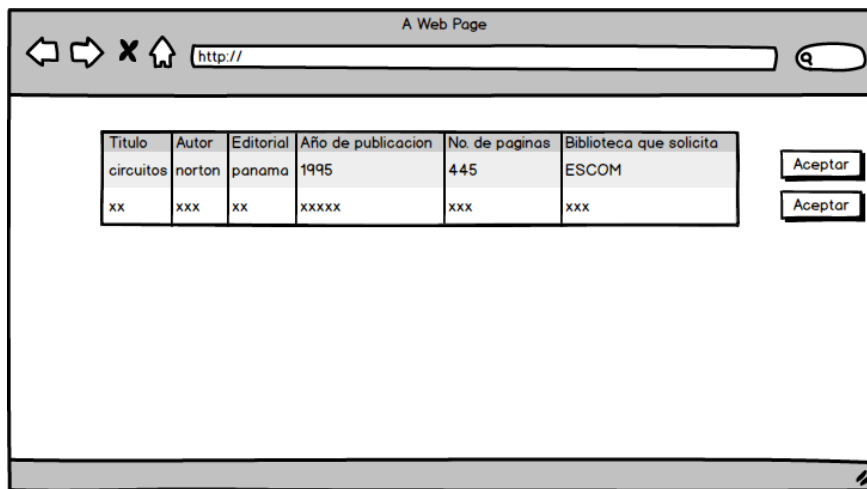 A Web Page
http://
Titulo Autor Editorial Año de publicacion No. de paginas Biblioteca que solicita
circuitos norton panama 1995 445 ESCOM Aceptar
xx xxx xx xxxxx xxx xxx Aceptar